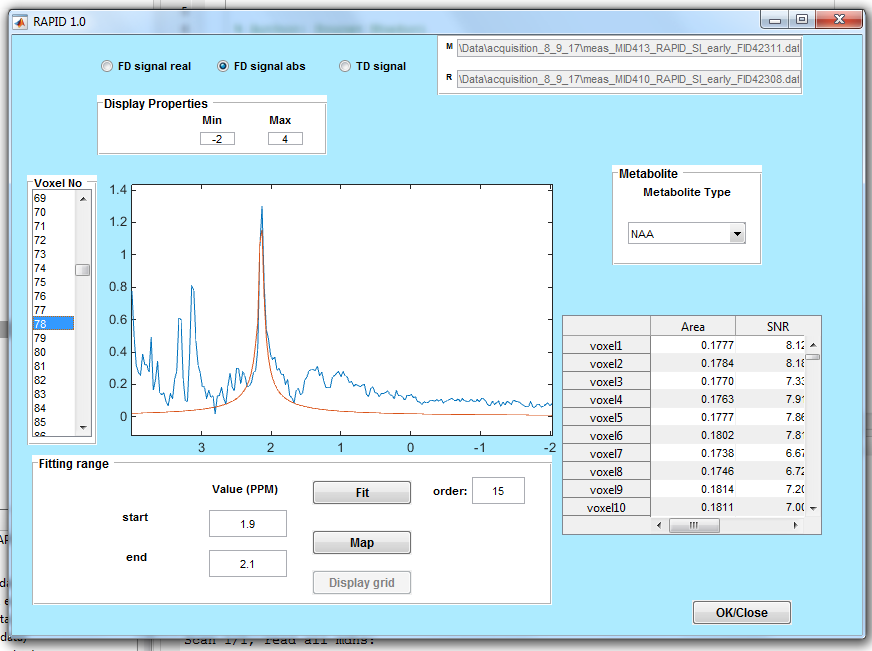 RAPID 1.0
FD signal real
FD signal abs
TD signal
M \Data\acquisition_8_9_17\meas_MID413_RAPID_SI_early_FID42311.dat
R \Data\acquisition_8_9_17\meas_MID410_RAPID_SI_early_FID42308.dat
Display Properties
Min Max
-2 4
Voxel No
69
70
71
72
73
74
75
76
77
78
79
80
81
82
83
84
85
86
1.4
1.2
1
0.8
0.6
0.4
0.2
0
3 2 1 0 -1 -2
Metabolite
Metabolite Type
NAA
Area SNR
voxel1 0.1777 8.12
voxel2 0.1784 8.18
voxel3 0.1770 7.33
voxel4 0.1763 7.91
voxel5 0.1777 7.86
voxel6 0.1802 7.81
voxel7 0.1738 6.67
voxel8 0.1746 6.72
voxel9 0.1814 7.20
voxel10 0.1811 7.00
Fitting range
Value (PPM)
start 1.9
end 2.1
Fit
order: 15
Map
Display grid
OK/Close
Scan 1/1, read all mdhs: